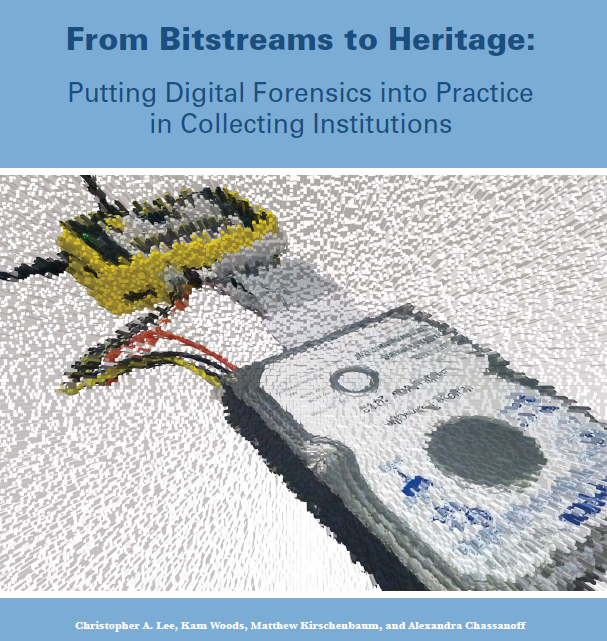 From Bitstreams to Heritage:
Putting Digital Forensics into Practice
in Collecting Institutions
Christopher A. Lee, Kam Woods, Matthew Kirschenbaum, and Alexandra Chassanoff